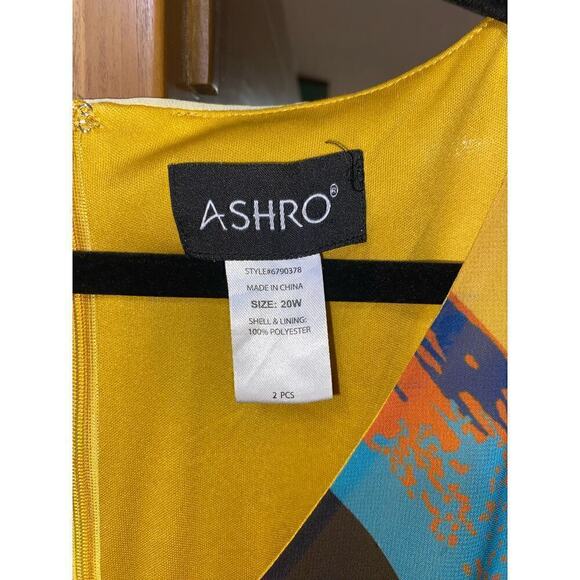 ASHRO®
STYLE#6790378
MADE IN CHINA
SIZE: 20W
SHELL & LINING:
100% POLYESTER
2 PCS